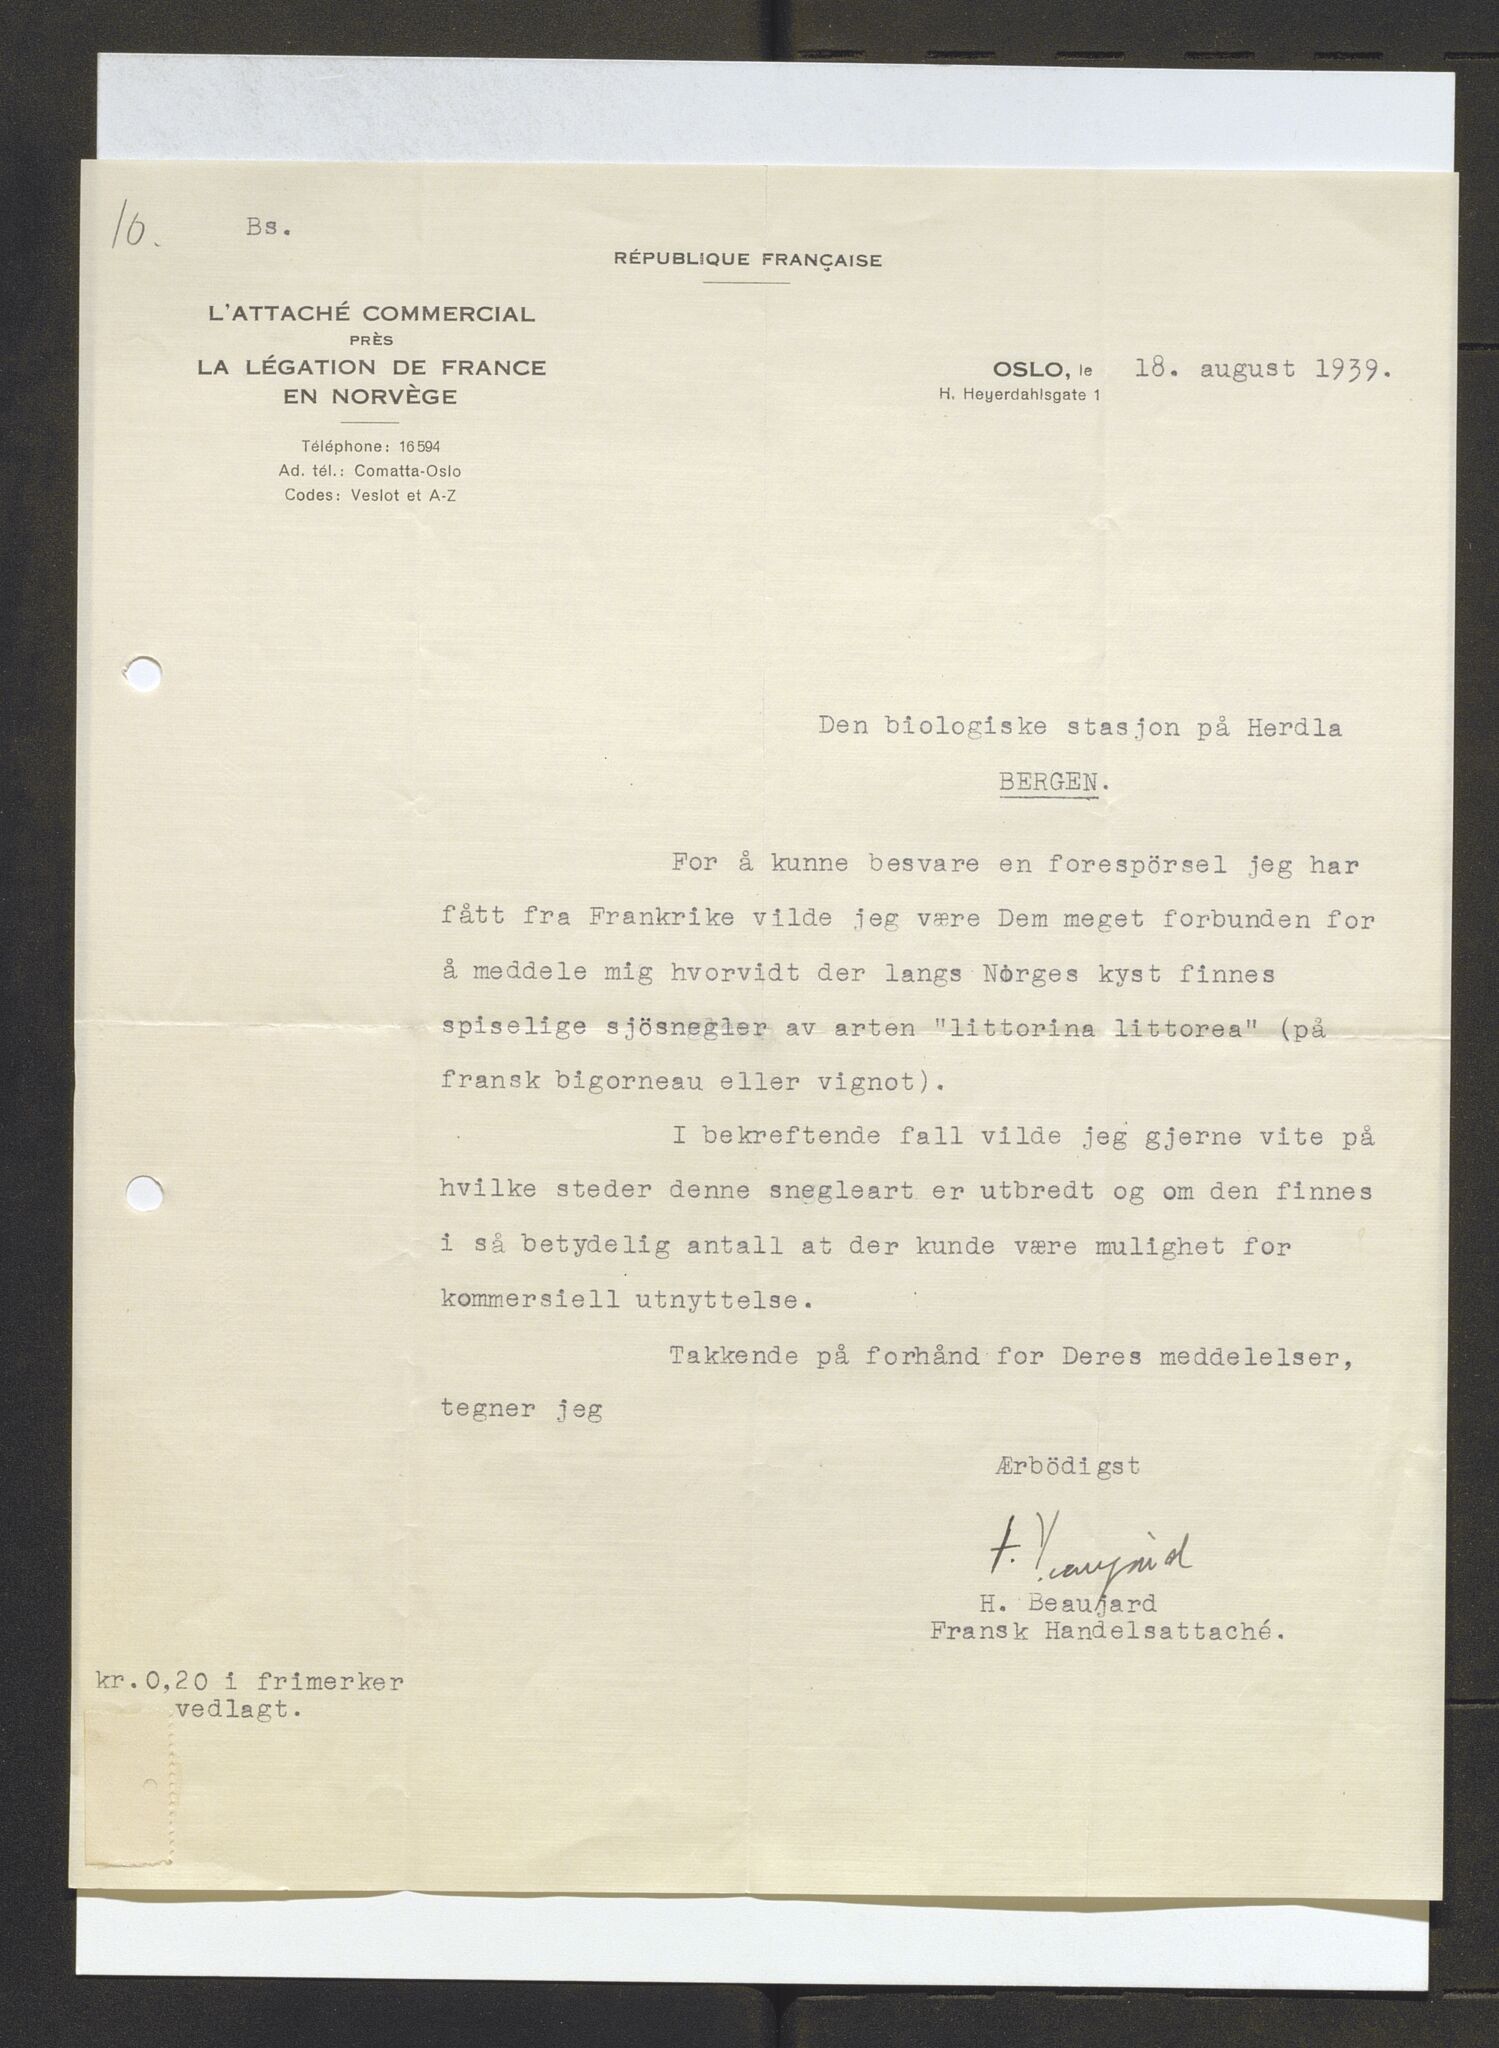 10.
Bs.
RÉPUBLIQUE FRANÇAISE
L'ATTACHÉ COMMERCIAL
PRÈS
LA LÉGATION DE FRANCE
EN NORVÈGE
Téléphone: 16594
Ad. tél.: Comatta-Oslo
Codes: Veslot et A-Z
OSLO, le 18. august 1939.
H. Heyerdahlsgate 1
Den biologiske stasjon på Herdla
BERGEN.
For å kunne besvare en forespörsel jeg har
fått fra Frankrike vilde jeg være Dem meget forbunden for
å meddele mig hvorvidt der langs Norges kyst finnes
spiselige sjösnegler av arten "littorina littorea" (på
fransk bigorneau eller vignot).
I bekreftende fall vilde jeg gjerne vite på
hvilke steder denne snegleart er utbredt og om den finnes
i så betydelig antall at der kunde være mulighet for
kommersiell utnyttelse.
Takkende på forhånd for Deres meddelelser,
tegner jeg
Ærbödigst
H. Beaujard
H. Beaujard
Fransk Handelsattaché.
kr.0,20 i frimerker
vedlagt.